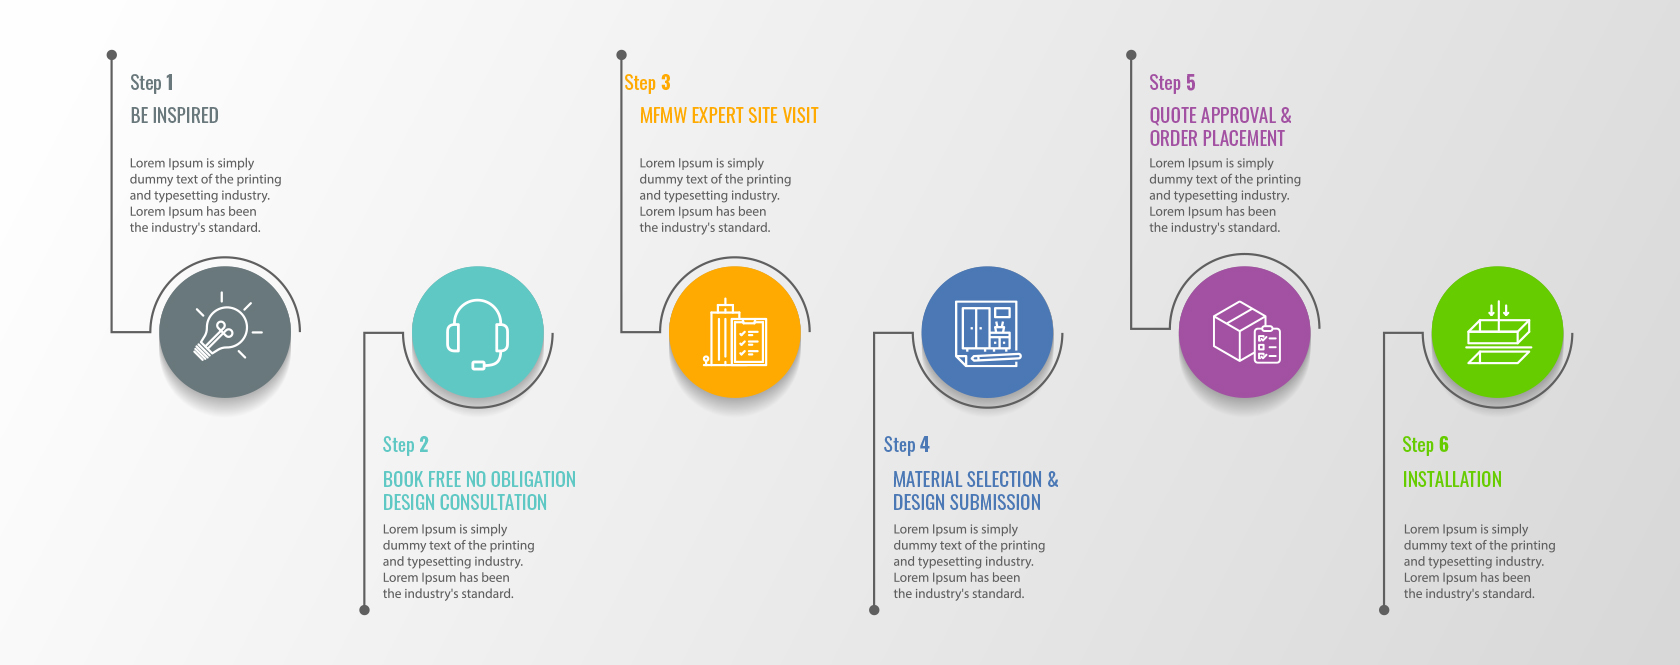 Step 1
BE INSPIRED
Lorem Ipsum is simply
dummy text of the printing
and typesetting industry.
Lorem Ipsum has been
the industry's standard.
Step 2
BOOK FREE NO OBLIGATION
DESIGN CONSULTATION
Lorem Ipsum is simply
dummy text of the printing
and typesetting industry.
Lorem Ipsum has been
the industry's standard.
Step 3
MFMW EXPERT SITE VISIT
Lorem Ipsum is simply
dummy text of the printing
and typesetting industry.
Lorem Ipsum has been
the industry's standard.
Step 4
MATERIAL SELECTION &
DESIGN SUBMISSION
Lorem Ipsum is simply
dummy text of the printing
and typesetting industry.
Lorem Ipsum has been
the industry's standard.
Step 5
QUOTE APPROVAL &
ORDER PLACEMENT
Lorem Ipsum is simply
dummy text of the printing
and typesetting industry.
Lorem Ipsum has been
the industry's standard.
Step 6
INSTALLATION
Lorem Ipsum is simply
dummy text of the printing
and typesetting industry.
Lorem Ipsum has been
the industry's standard.